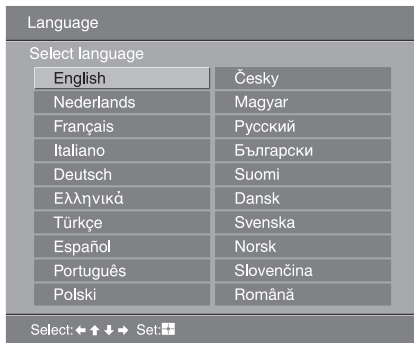 Language
Select language
English Česky
Nederlands Magyar
Français Русский
Italiano Български
Deutsch Suomi
Ελληνικά Dansk
Türkçe Svenska
Español Norsk
Português Slovenčina
Polski Română
Select: ← ↑ ↓ → Set: